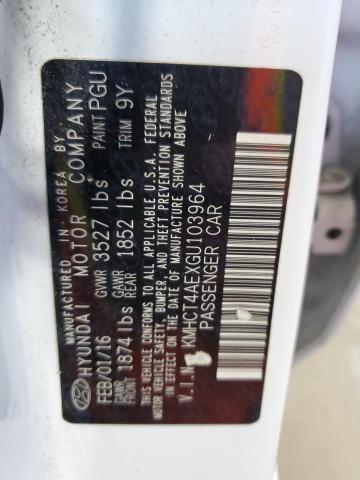 MANUFACTURED IN KOREA BY
HYUNDAI MOTOR COMPANY
FEB/01/16 GVWR 3527 lbs PAINT PGU
GAWR FRONT 1874 lbs GAWR REAR 1852 lbs TRIM 9Y
THIS VEHICLE CONFORMS TO ALL APPLICABLE U.S.A. FEDERAL
MOTOR VEHICLE SAFETY, BUMPER, AND THEFT PREVENTION STANDARDS
IN EFFECT ON THE DATE OF MANUFACTURE SHOWN ABOVE
V.I.N KMHCT4AEXGU103964
PASSENGER CAR